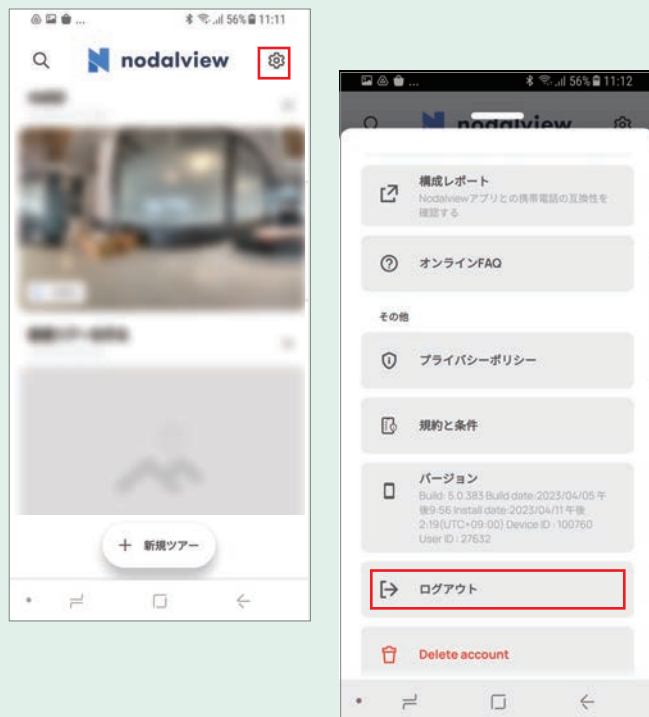 ... 56% 11:11
nodalview
+ 新規ツアー
... 56% 11:12
nodalview
構成レポート
Nodalviewアプリとの携帯電話の互換性を
確認する
オンラインFAQ
その他
プライバシーポリシー
規約と条件
バージョン
Build: 5.0.383 Build date:2023/04/05 午
後9:56 Install date:2023/04/11 午後
2:19(UTC+09:00) Device ID : 100760
User ID : 27632
ログアウト
Delete account